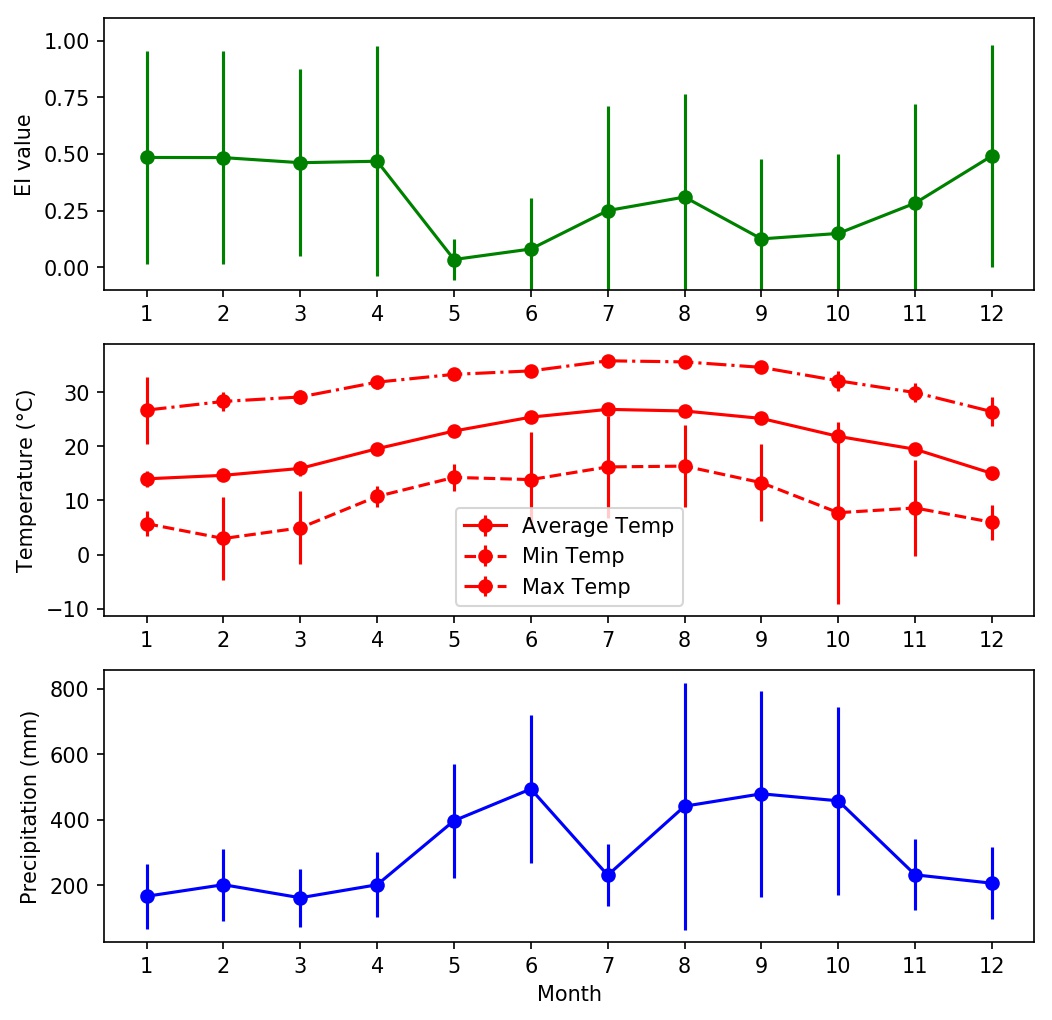 EI value
1.00
0.75
0.50
0.25
0.00
1 2 3 4 5 6 7 8 9 10 11 12
Temperature (°C)
30
20
10
0
−10
Average Temp
Min Temp
Max Temp
1 2 3 4 5 6 7 8 9 10 11 12
Precipitation (mm)
800
600
400
200
1 2 3 4 5 6 7 8 9 10 11 12
Month